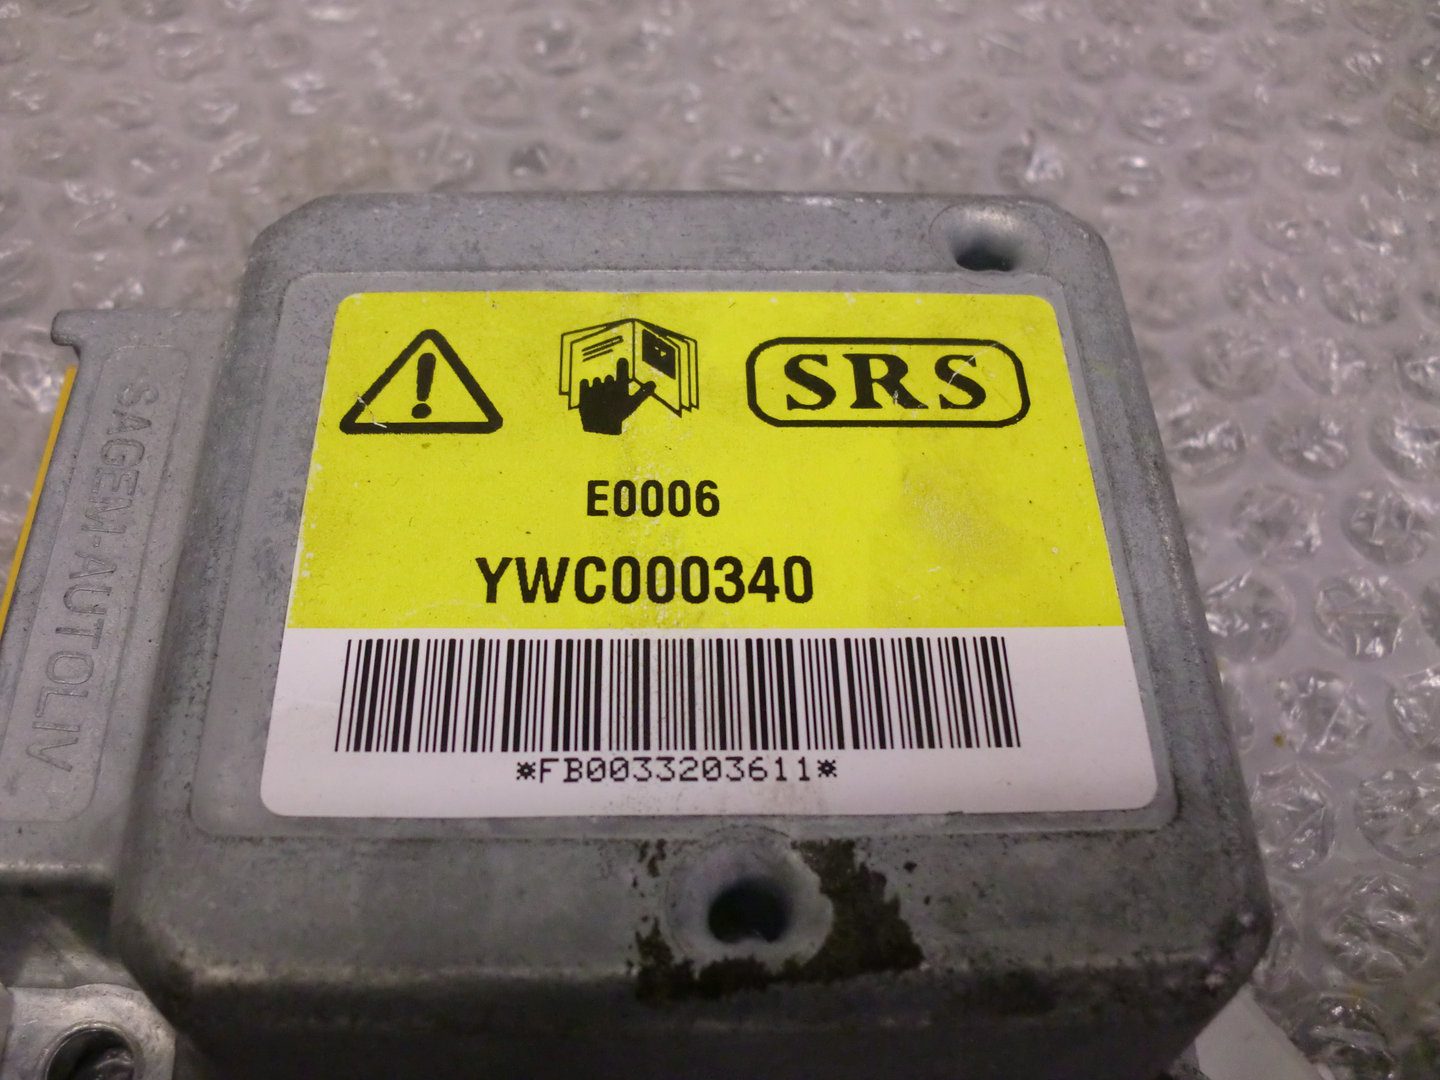 SRS
E0006
YWC000340
*FB0033203611*
SAGEM-AUTOLIV